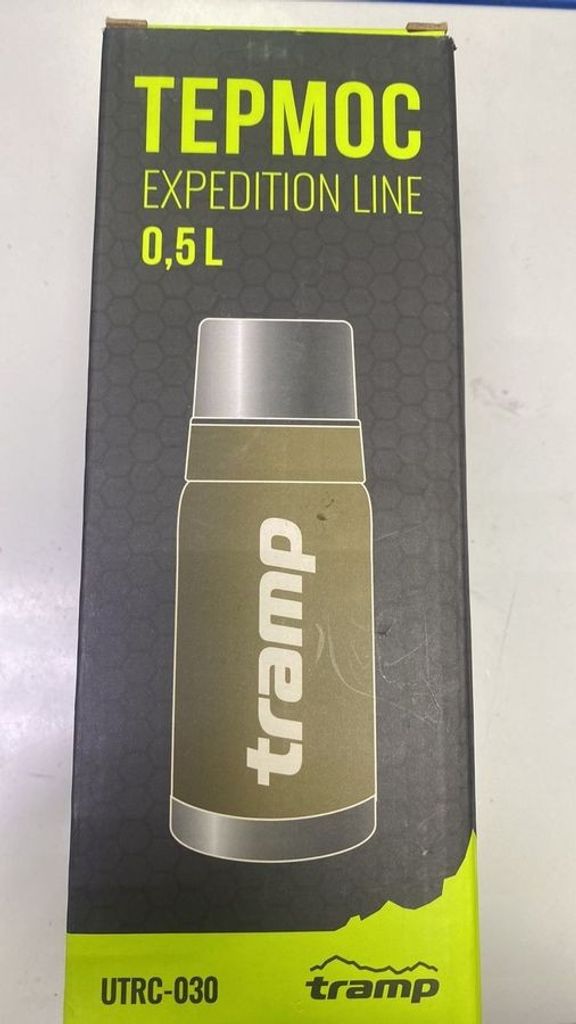 ТЕРМОС
EXPEDITION LINE
0,5 L
tramp
UTRC-030
tramp